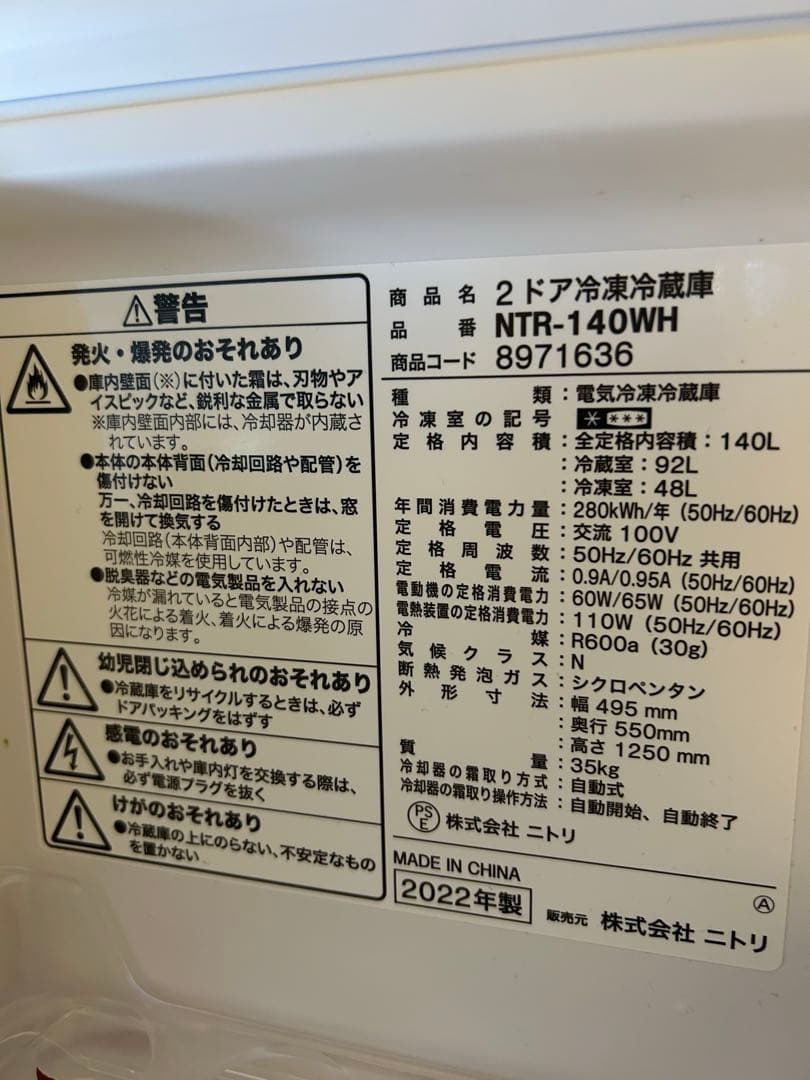 ⚠警告
発火・爆発のおそれあり
●庫内壁面(※)に付いた霜は、刃物やア
イスピックなど、鋭利な金属で取らない
※庫内壁面内部には、冷却器が内蔵さ
れています。
●本体の本体背面(冷却回路や配管)を
傷付けない
万一、冷却回路を傷付けたときは、窓
を開けて換気する
冷却回路(本体背面内部)や配管は、
可燃性冷媒を使用しています。
●脱臭器などの電気製品を入れない
冷媒が漏れていると電気製品の接点の
火花による着火、着火による爆発の原
因になります。
幼児閉じ込められのおそれあり
●冷蔵庫をリサイクルするときは、必ず
ドアパッキングをはずす
感電のおそれあり
●お手入れや庫内灯を交換する際は、
必ず電源プラグを抜く
けがのおそれあり
●冷蔵庫の上にのらない、不安定なもの
を置かない
商品名 2ドア冷凍冷蔵庫
品番 NTR-140WH
商品コード 8971636
種類:電気冷凍冷蔵庫
冷凍室の記号 ****
定格内容積:全定格内容積:140L
:冷蔵室:92L
:冷凍室:48L
年間消費電力量:280kWh/年 (50Hz/60Hz)
定格電圧:交流 100V
定格周波数:50Hz/60Hz 共用
定格電流:0.9A/0.95A (50Hz/60Hz)
電動機の定格消費電力:60W/65W (50Hz/60Hz)
電熱装置の定格消費電力:110W (50Hz/60Hz)
冷媒:R600a (30g)
気候クラス:N
断熱発泡ガス:シクロペンタン
外形寸法:幅 495 mm
:奥行 550mm
:高さ 1250 mm
質量:35kg
冷却器の霜取り方式:自動式
冷却器の霜取り操作方法:自動開始、自動終了
PSE 株式会社 ニトリ
MADE IN CHINA
2022年製
Ⓐ
販売元 株式会社 ニトリ